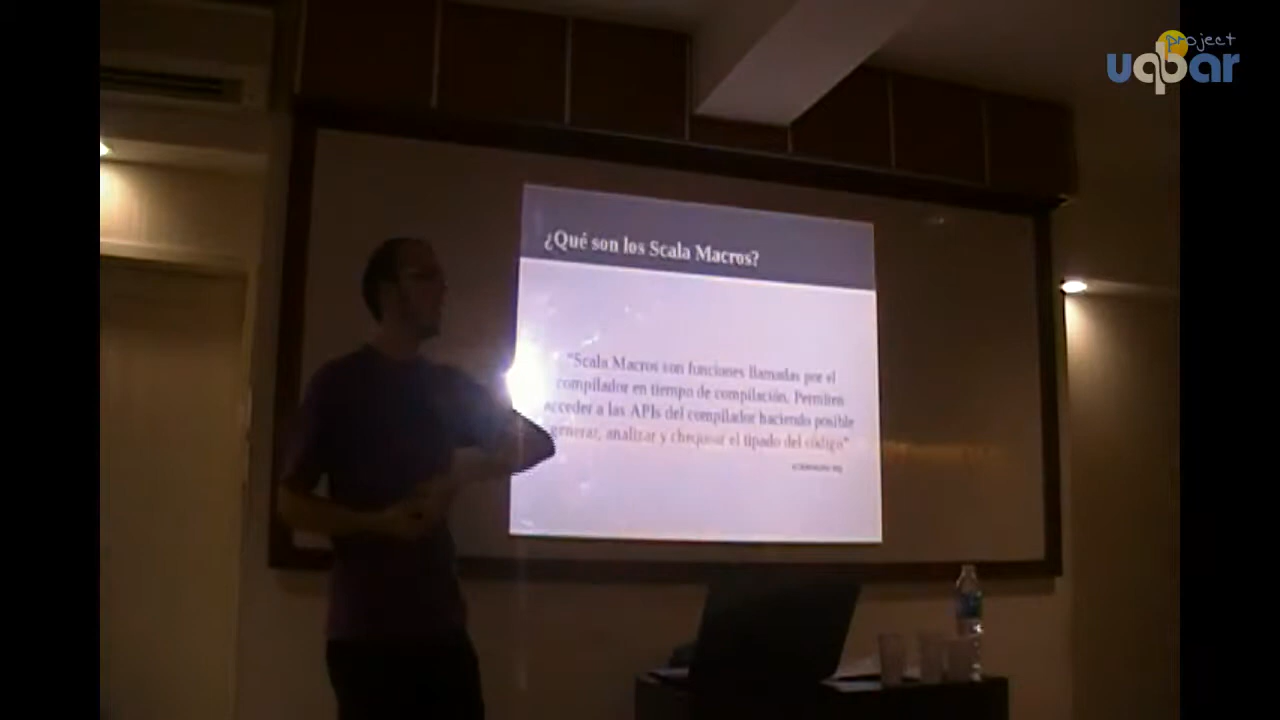 project
uqbar
¿Qué son los Scala Macros?
"Scala Macros son funciones llamadas por el
compilador en tiempo de compilación. Permiten
acceder a las APIs del compilador haciendo posible
generar, analizar y chequear el tipado del código"